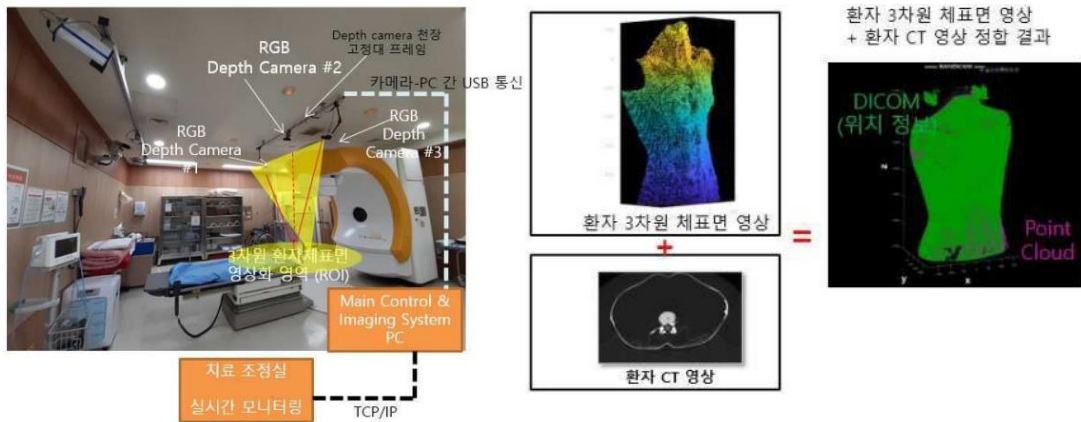 RGB
Depth Camera #2
Depth camera 천장
고정대 프레임
카메라-PC 간 USB 통신
RGB
Depth Camera
#1
RGB
Depth
Camera #3
3차원 환자체표면
영상화 영역 (ROI)
Main Control &
Imaging System
PC
치료 조정실
실시간 모니터링
TCP/IP
환자 3차원 체표면 영상
+
환자 CT 영상
=
환자 3차원 체표면 영상
+ 환자 CT 영상 정합 결과
DICOM
(위치 정보)
Point
Cloud
z
y
x